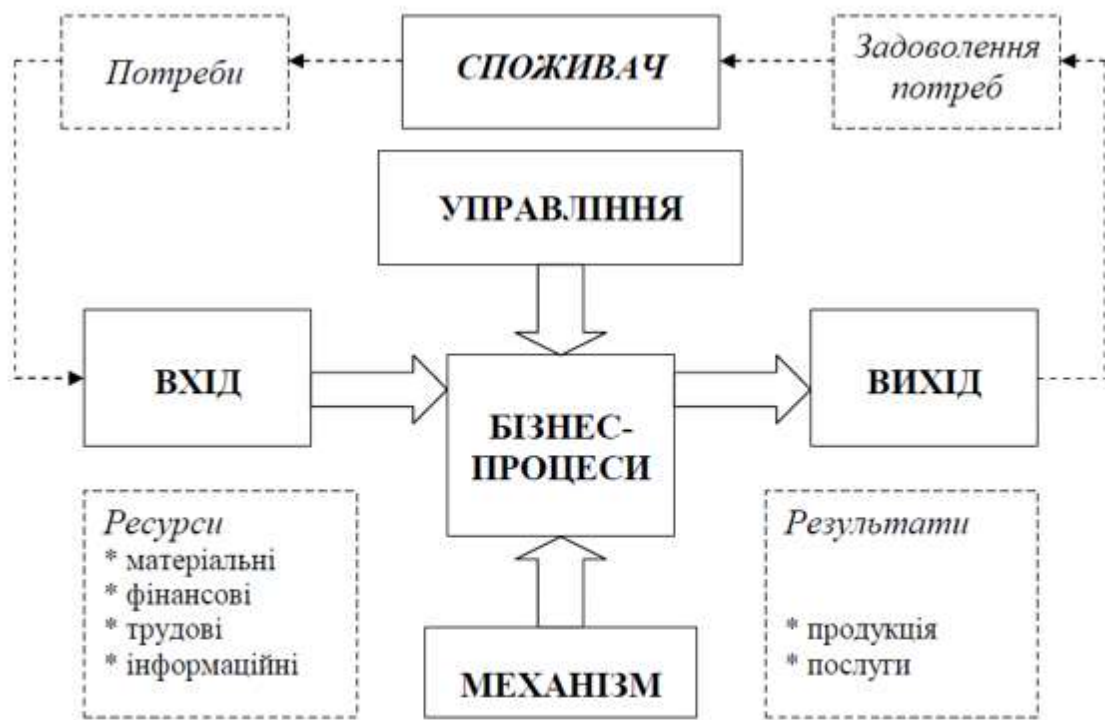 Потреби
СПОЖИВАЧ
Задоволення
потреб
УПРАВЛІННЯ
ВХІД
БІЗНЕС-
ПРОЦЕСИ
ВИХІД
Ресурси
* матеріальні
* фінансові
* трудові
* інформаційні
МЕХАНІЗМ
Результати
* продукція
* послуги